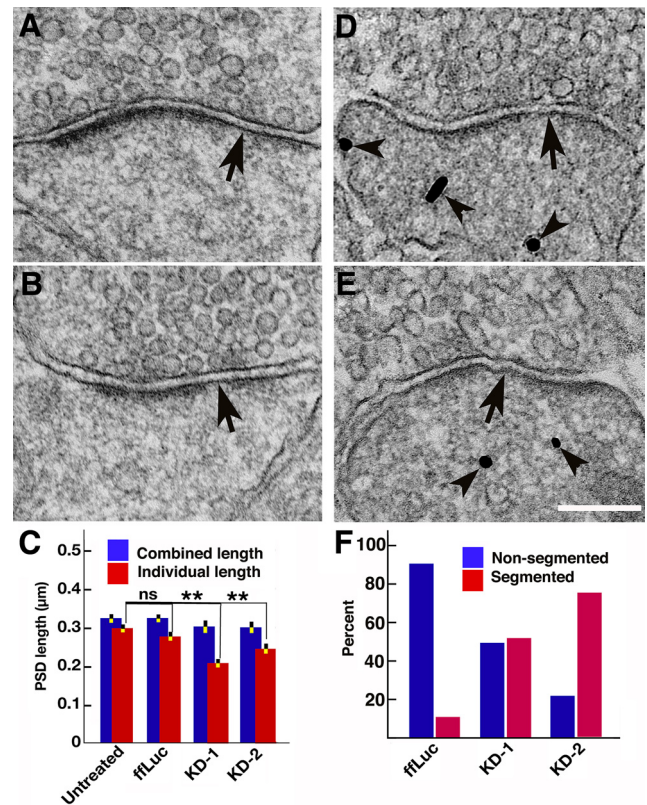 A
D
B
E
C
0.5
0.4
0.3
0.2
0.1
0
PSD length (µm)
Combined length
Individual length
ns
**
**
Untreated
ffLuc
KD-1
KD-2
F
100
80
60
40
20
Percent
Non-segmented
Segmented
ffLuc
KD-1
KD-2